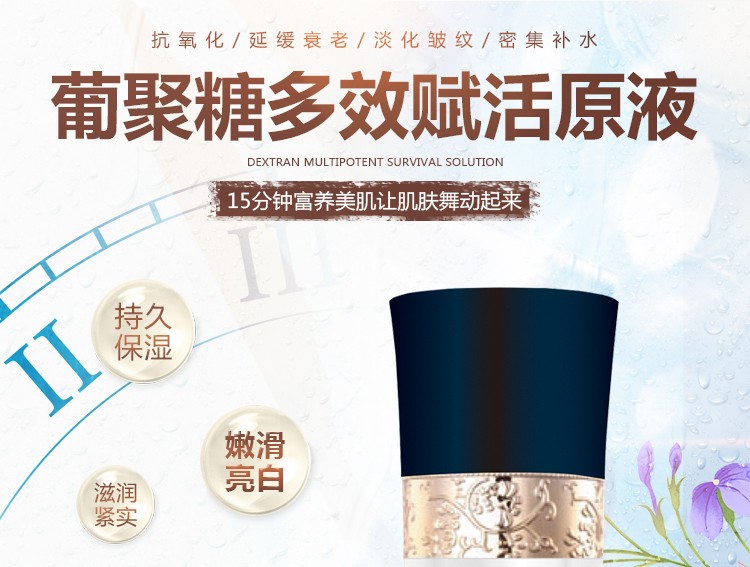 抗氧化/延缓衰老/淡化皱纹/密集补水
葡聚糖多效赋活原液
DEXTRAN MULTIPOTENT SURVIVAL SOLUTION
15分钟富养美肌让肌肤舞动起来
III
II
持久
保湿
嫩滑
亮白
滋润
紧实